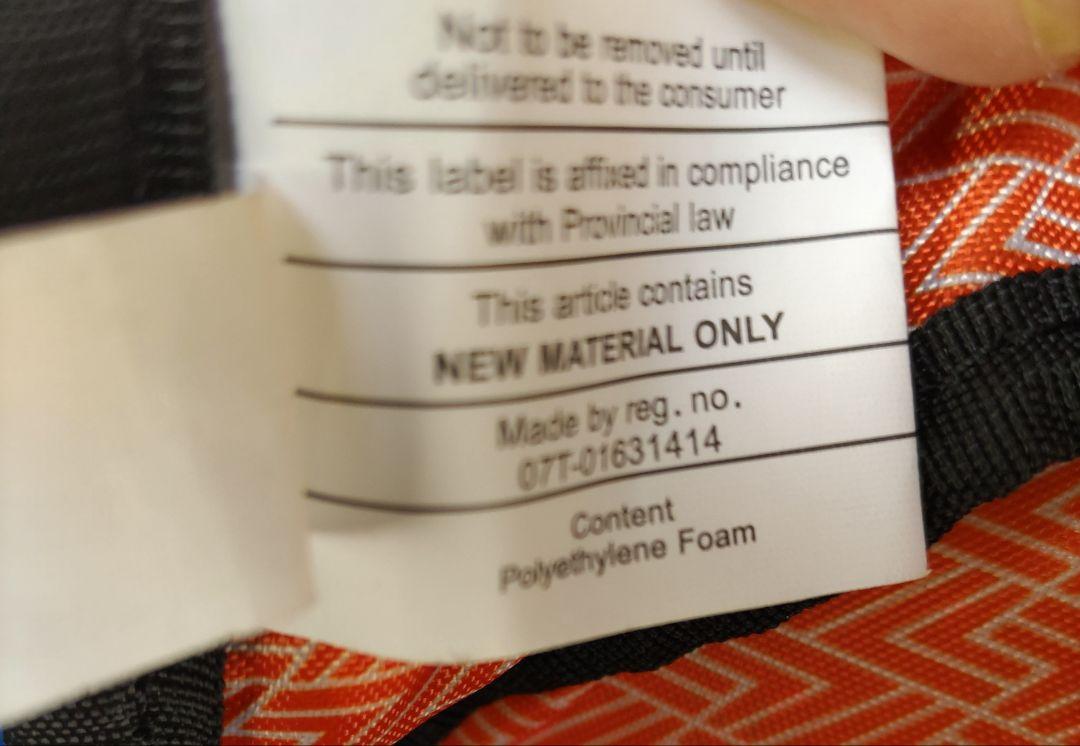 Not to be removed until
delivered to the consumer
This label is affixed in compliance
with Provincial law
This article contains
NEW MATERIAL ONLY
Made by reg. no.
07T-01631414
Content
Polyethylene Foam